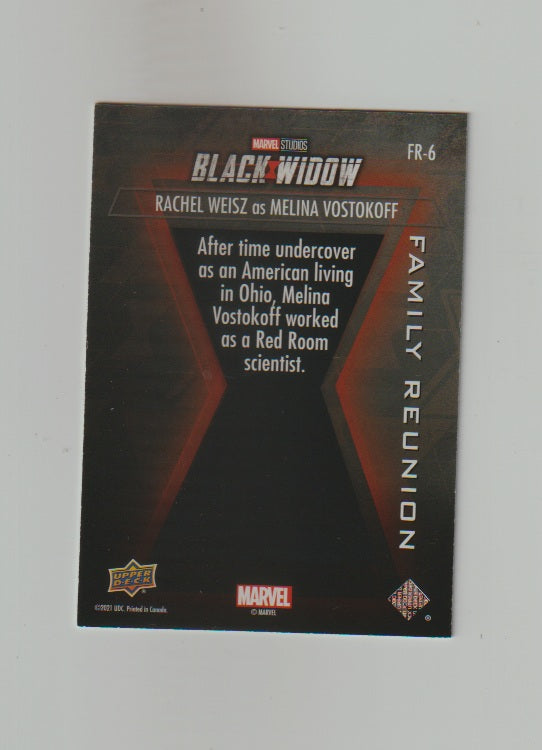 MARVEL STUDIOS
BLACK WIDOW
FR-6
RACHEL WEISZ as MELINA VOSTOKOFF
After time undercover
as an American living
in Ohio, Melina
Vostokoff worked
as a Red Room
scientist.
FAMILY REUNION
UPPER
D·E·C·K
®
©2021 UDC. Printed in Canada.
MARVEL
© MARVEL
®